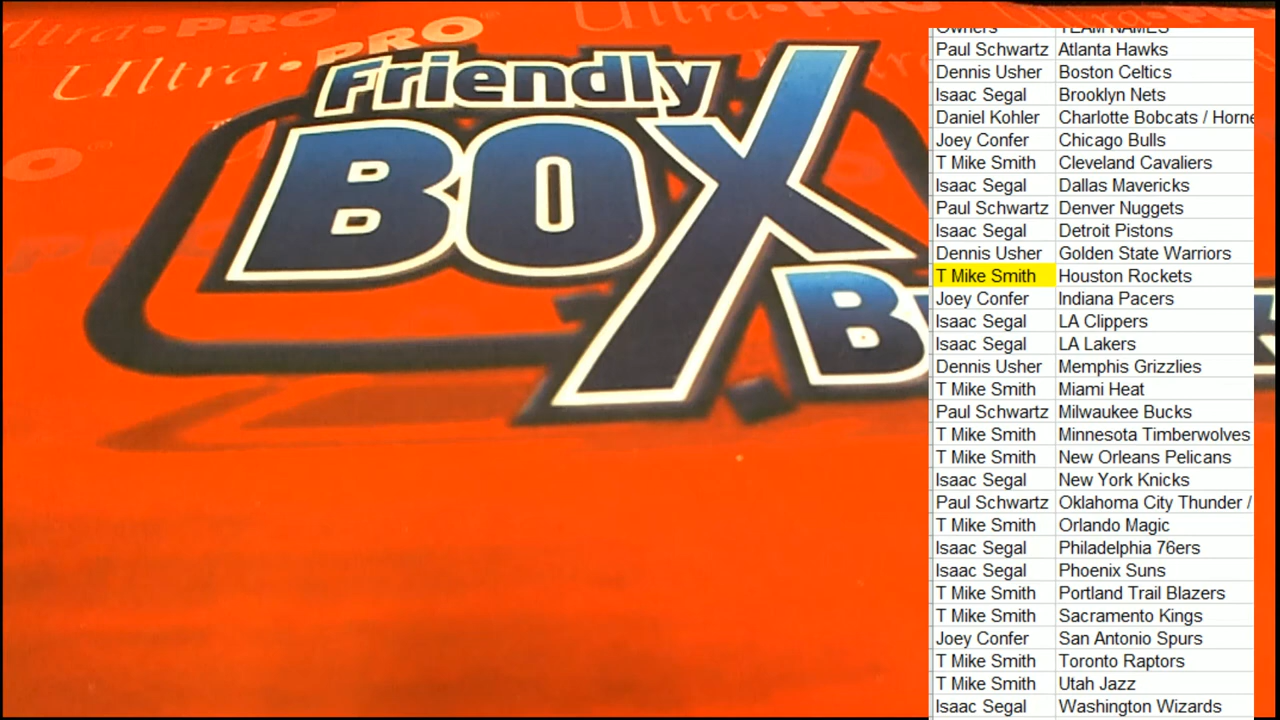 Ultra•PRO
Ultra•PRO
Ultra•PRO
PRO
Friendly
BOX
B
Owners TEAM NAMES
Paul Schwartz Atlanta Hawks
Dennis Usher Boston Celtics
Isaac Segal Brooklyn Nets
Daniel Kohler Charlotte Bobcats / Horne
Joey Confer Chicago Bulls
T Mike Smith Cleveland Cavaliers
Isaac Segal Dallas Mavericks
Paul Schwartz Denver Nuggets
Isaac Segal Detroit Pistons
Dennis Usher Golden State Warriors
T Mike Smith Houston Rockets
Joey Confer Indiana Pacers
Isaac Segal LA Clippers
Isaac Segal LA Lakers
Dennis Usher Memphis Grizzlies
T Mike Smith Miami Heat
Paul Schwartz Milwaukee Bucks
T Mike Smith Minnesota Timberwolves
T Mike Smith New Orleans Pelicans
Isaac Segal New York Knicks
Paul Schwartz Oklahoma City Thunder /
T Mike Smith Orlando Magic
Isaac Segal Philadelphia 76ers
Isaac Segal Phoenix Suns
T Mike Smith Portland Trail Blazers
T Mike Smith Sacramento Kings
Joey Confer San Antonio Spurs
T Mike Smith Toronto Raptors
T Mike Smith Utah Jazz
Isaac Segal Washington Wizards